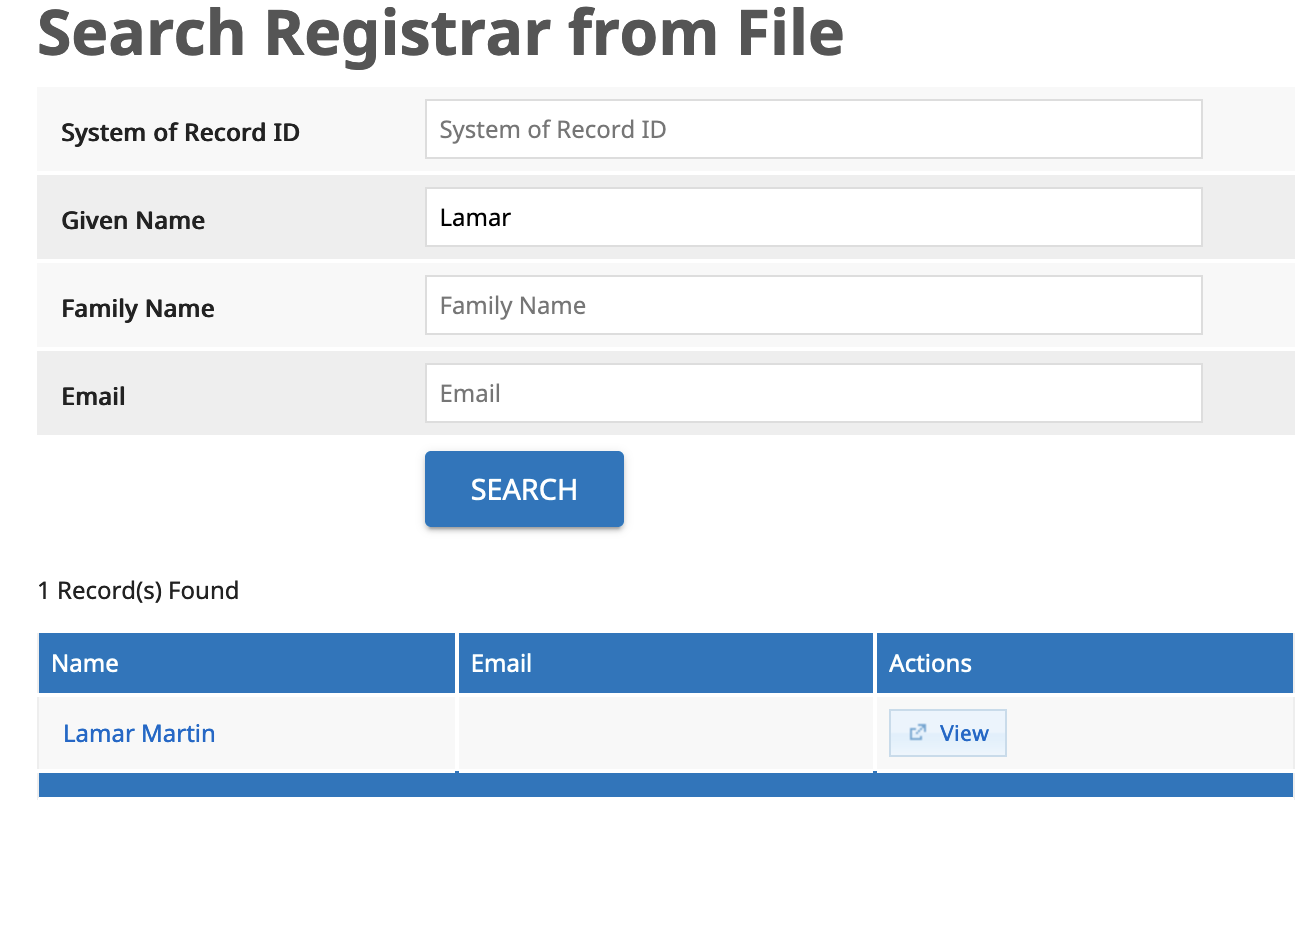 Search Registrar from File
System of Record ID System of Record ID
Given Name Lamar
Family Name Family Name
Email Email
SEARCH
1 Record(s) Found
Name Email Actions
Lamar Martin View